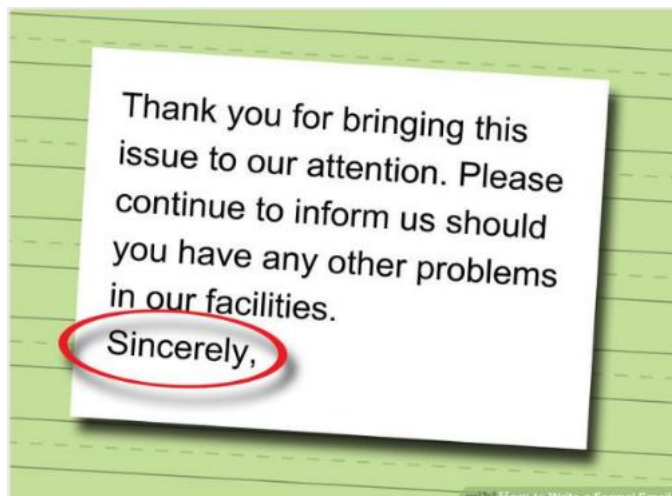 Thank you for bringing this
issue to our attention. Please
continue to inform us should
you have any other problems
in our facilities.
Sincerely,